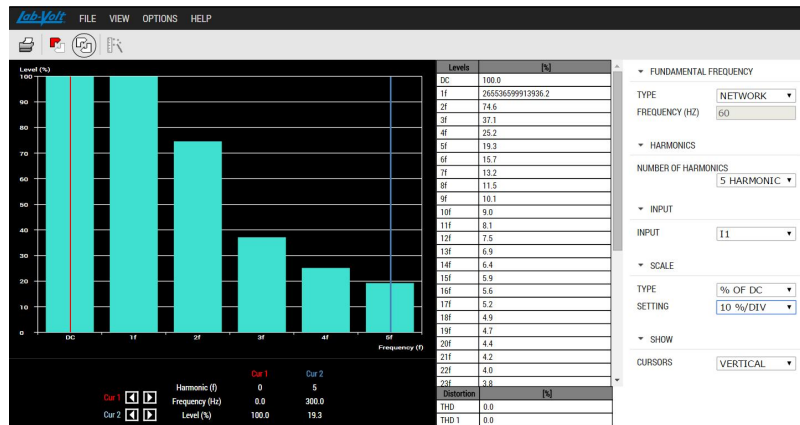 Lab-Volt FILE VIEW OPTIONS HELP
Level (%)
100
90
80
70
60
50
40
30
20
10
0
DC 1f 2f 3f 4f 5f
Frequency (f)
Cur 1 Cur 2
Harmonic (f) 0 5
Cur 1 Frequency (Hz) 0.0 300.0
Cur 2 Level (%) 100.0 19.3
Levels [%]
DC 100.0
1f 265536599913936.2
2f 74.6
3f 37.1
4f 25.2
5f 19.3
6f 15.7
7f 13.2
8f 11.5
9f 10.1
10f 9.0
11f 8.1
12f 7.5
13f 6.9
14f 6.4
15f 5.9
16f 5.6
17f 5.2
18f 4.9
19f 4.7
20f 4.4
21f 4.2
22f 4.0
23f 3.8
Distortion [%]
THD 0.0
THD 1 0.0
FUNDAMENTAL FREQUENCY
TYPE NETWORK
FREQUENCY (HZ) 60
HARMONICS
NUMBER OF HARMONICS
5 HARMONIC
INPUT
INPUT I1
SCALE
TYPE % OF DC
SETTING 10 %/DIV
SHOW
CURSORS VERTICAL